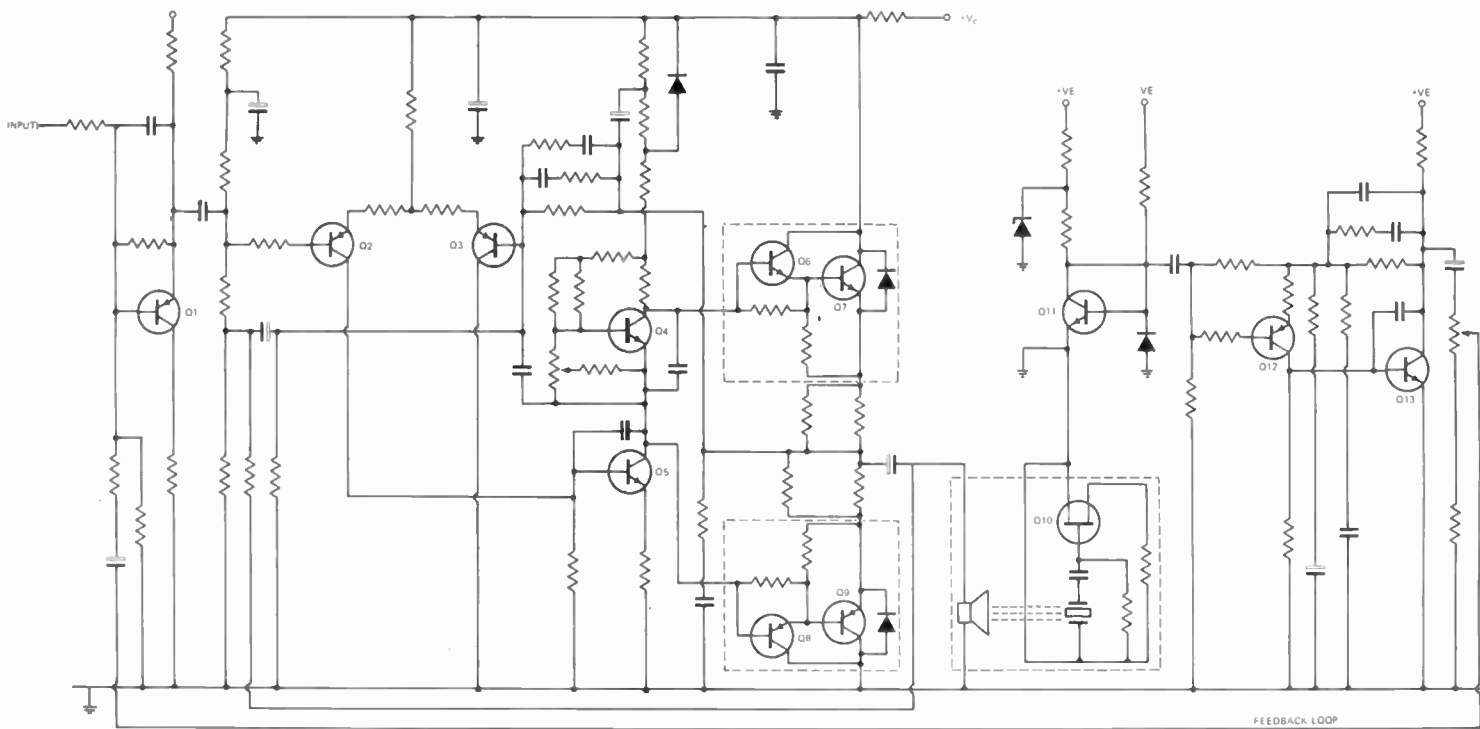 +Vc
+VE
VE
+VE
INPUT
Q1
Q2
Q3
Q4
Q5
Q6
Q7
Q8
Q9
Q10
Q11
Q12
Q13
FEEDBACK LOOP